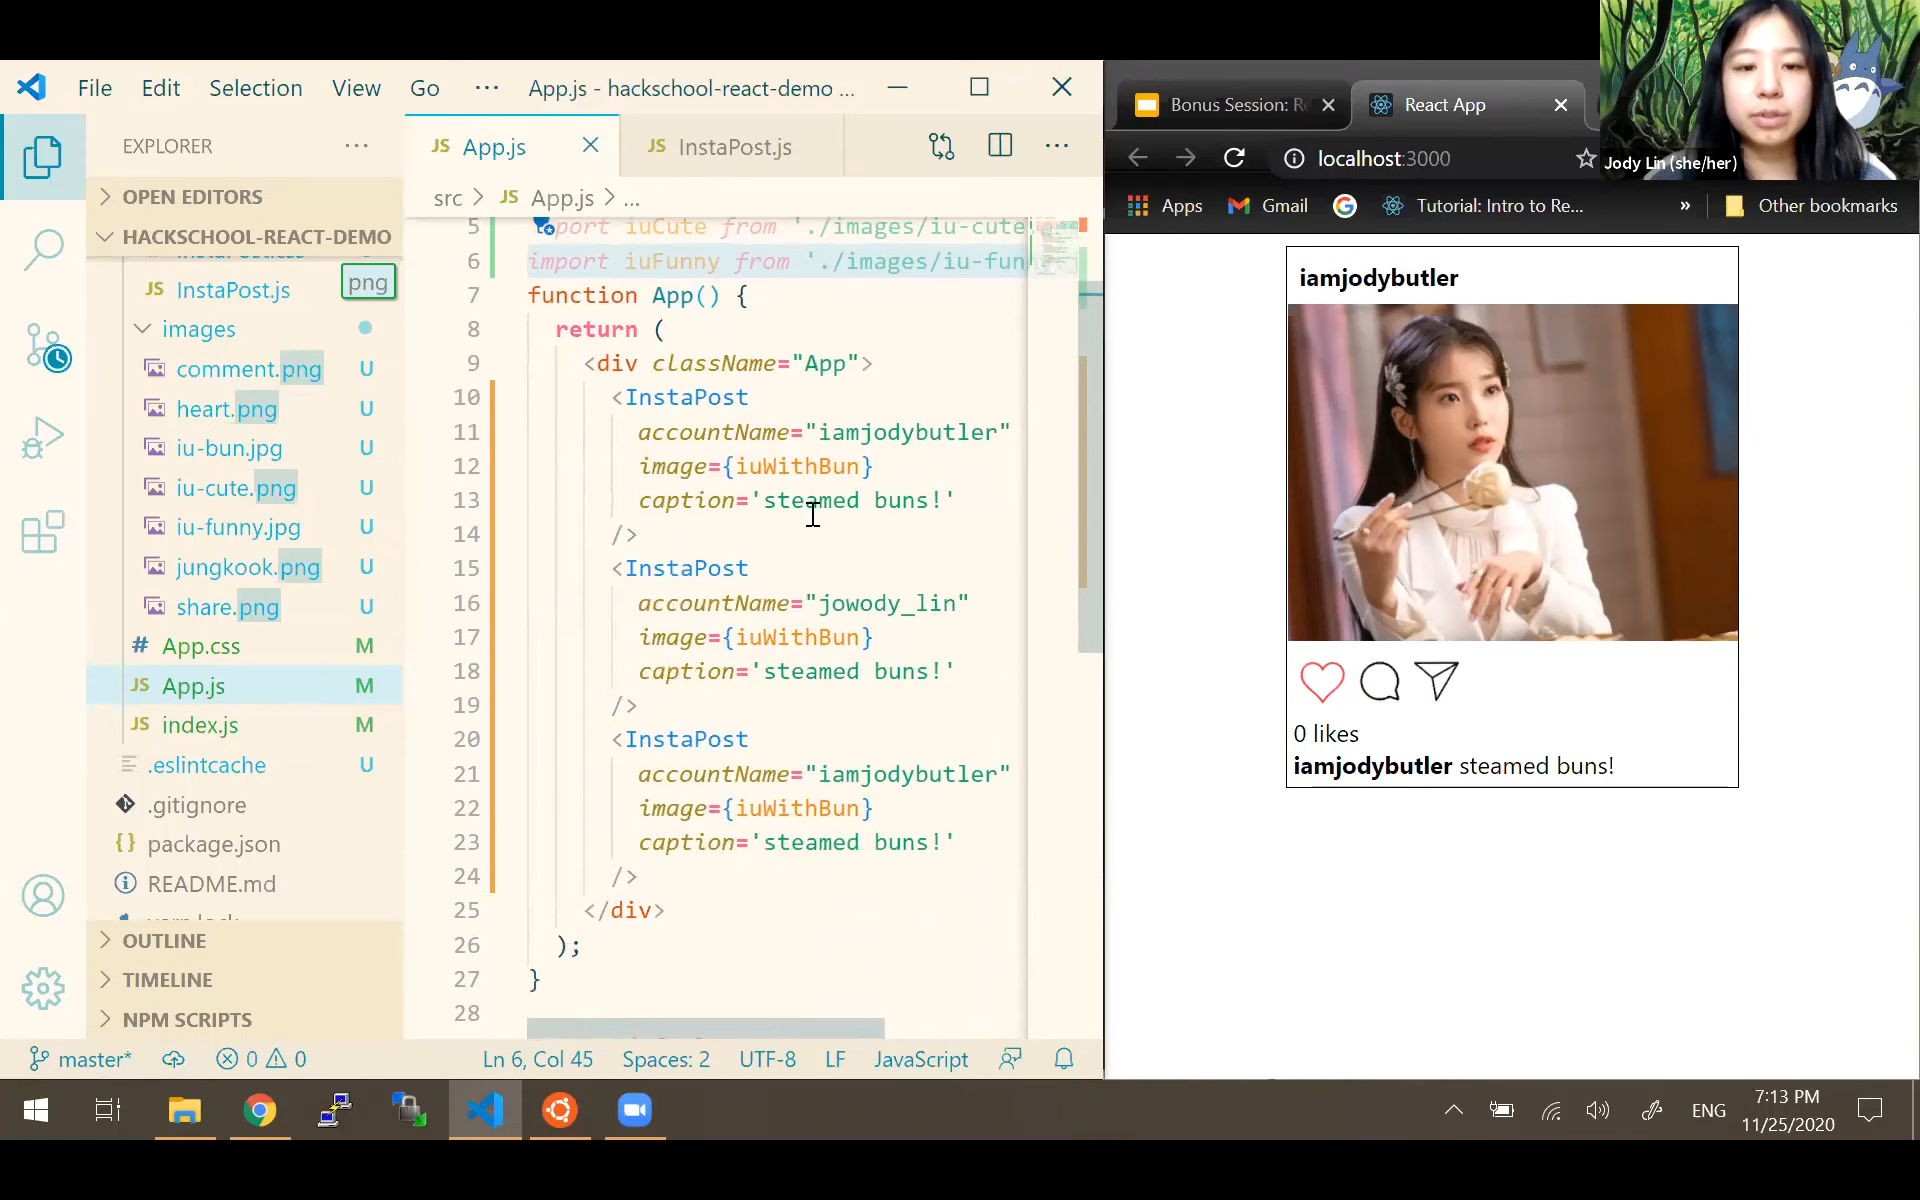 File Edit Selection View Go ... App.js - hackschool-react-demo ...
EXPLORER
OPEN EDITORS
HACKSCHOOL-REACT-DEMO
JS InstaPost.js
png
images
comment.png U
heart.png U
iu-bun.jpg U
iu-cute.png U
iu-funny.jpg U
jungkook.png U
share.png U
# App.css M
JS App.js M
JS index.js M
.eslintcache U
.gitignore
{} package.json
README.md
OUTLINE
TIMELINE
NPM SCRIPTS
JS App.js
JS InstaPost.js
src > JS App.js > ...
5 port iuCute from './images/iu-cute
6 import iuFunny from './images/iu-fun
7 function App() {
8 return (
9 <div className="App">
10 <InstaPost
11 accountName="iamjodybutler"
12 image={iuWithBun}
13 caption='steamed buns!'
14 />
15 <InstaPost
16 accountName="jowody_lin"
17 image={iuWithBun}
18 caption='steamed buns!'
19 />
20 <InstaPost
21 accountName="iamjodybutler"
22 image={iuWithBun}
23 caption='steamed buns!'
24 />
25 </div>
26 );
27 }
28
master* 0 0 Ln 6, Col 45 Spaces: 2 UTF-8 LF JavaScript
Bonus Session: R
React App
localhost:3000
Apps Gmail Tutorial: Intro to Re... » Other bookmarks
Jody Lin (she/her)
iamjodybutler
0 likes
iamjodybutler steamed buns!
ENG
7:13 PM
11/25/2020